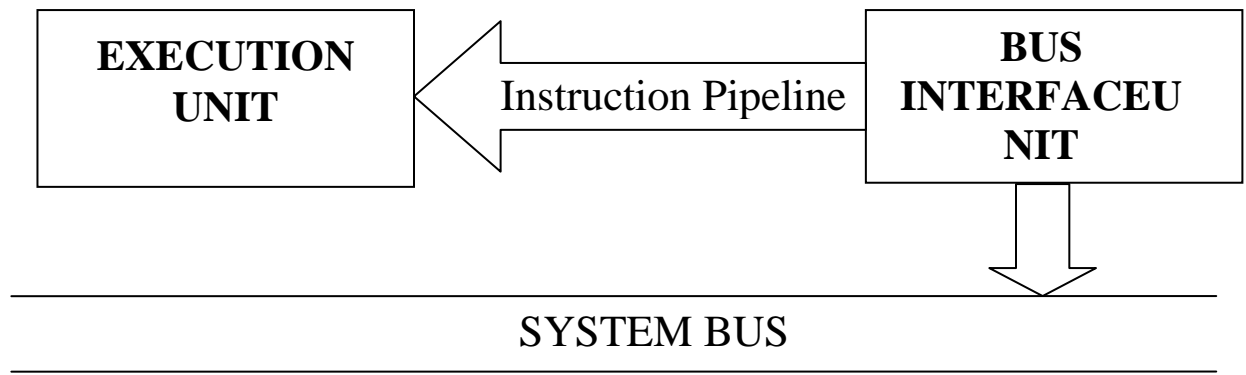 EXECUTION
UNIT
Instruction Pipeline
BUS
INTERFACEU
NIT
SYSTEM BUS